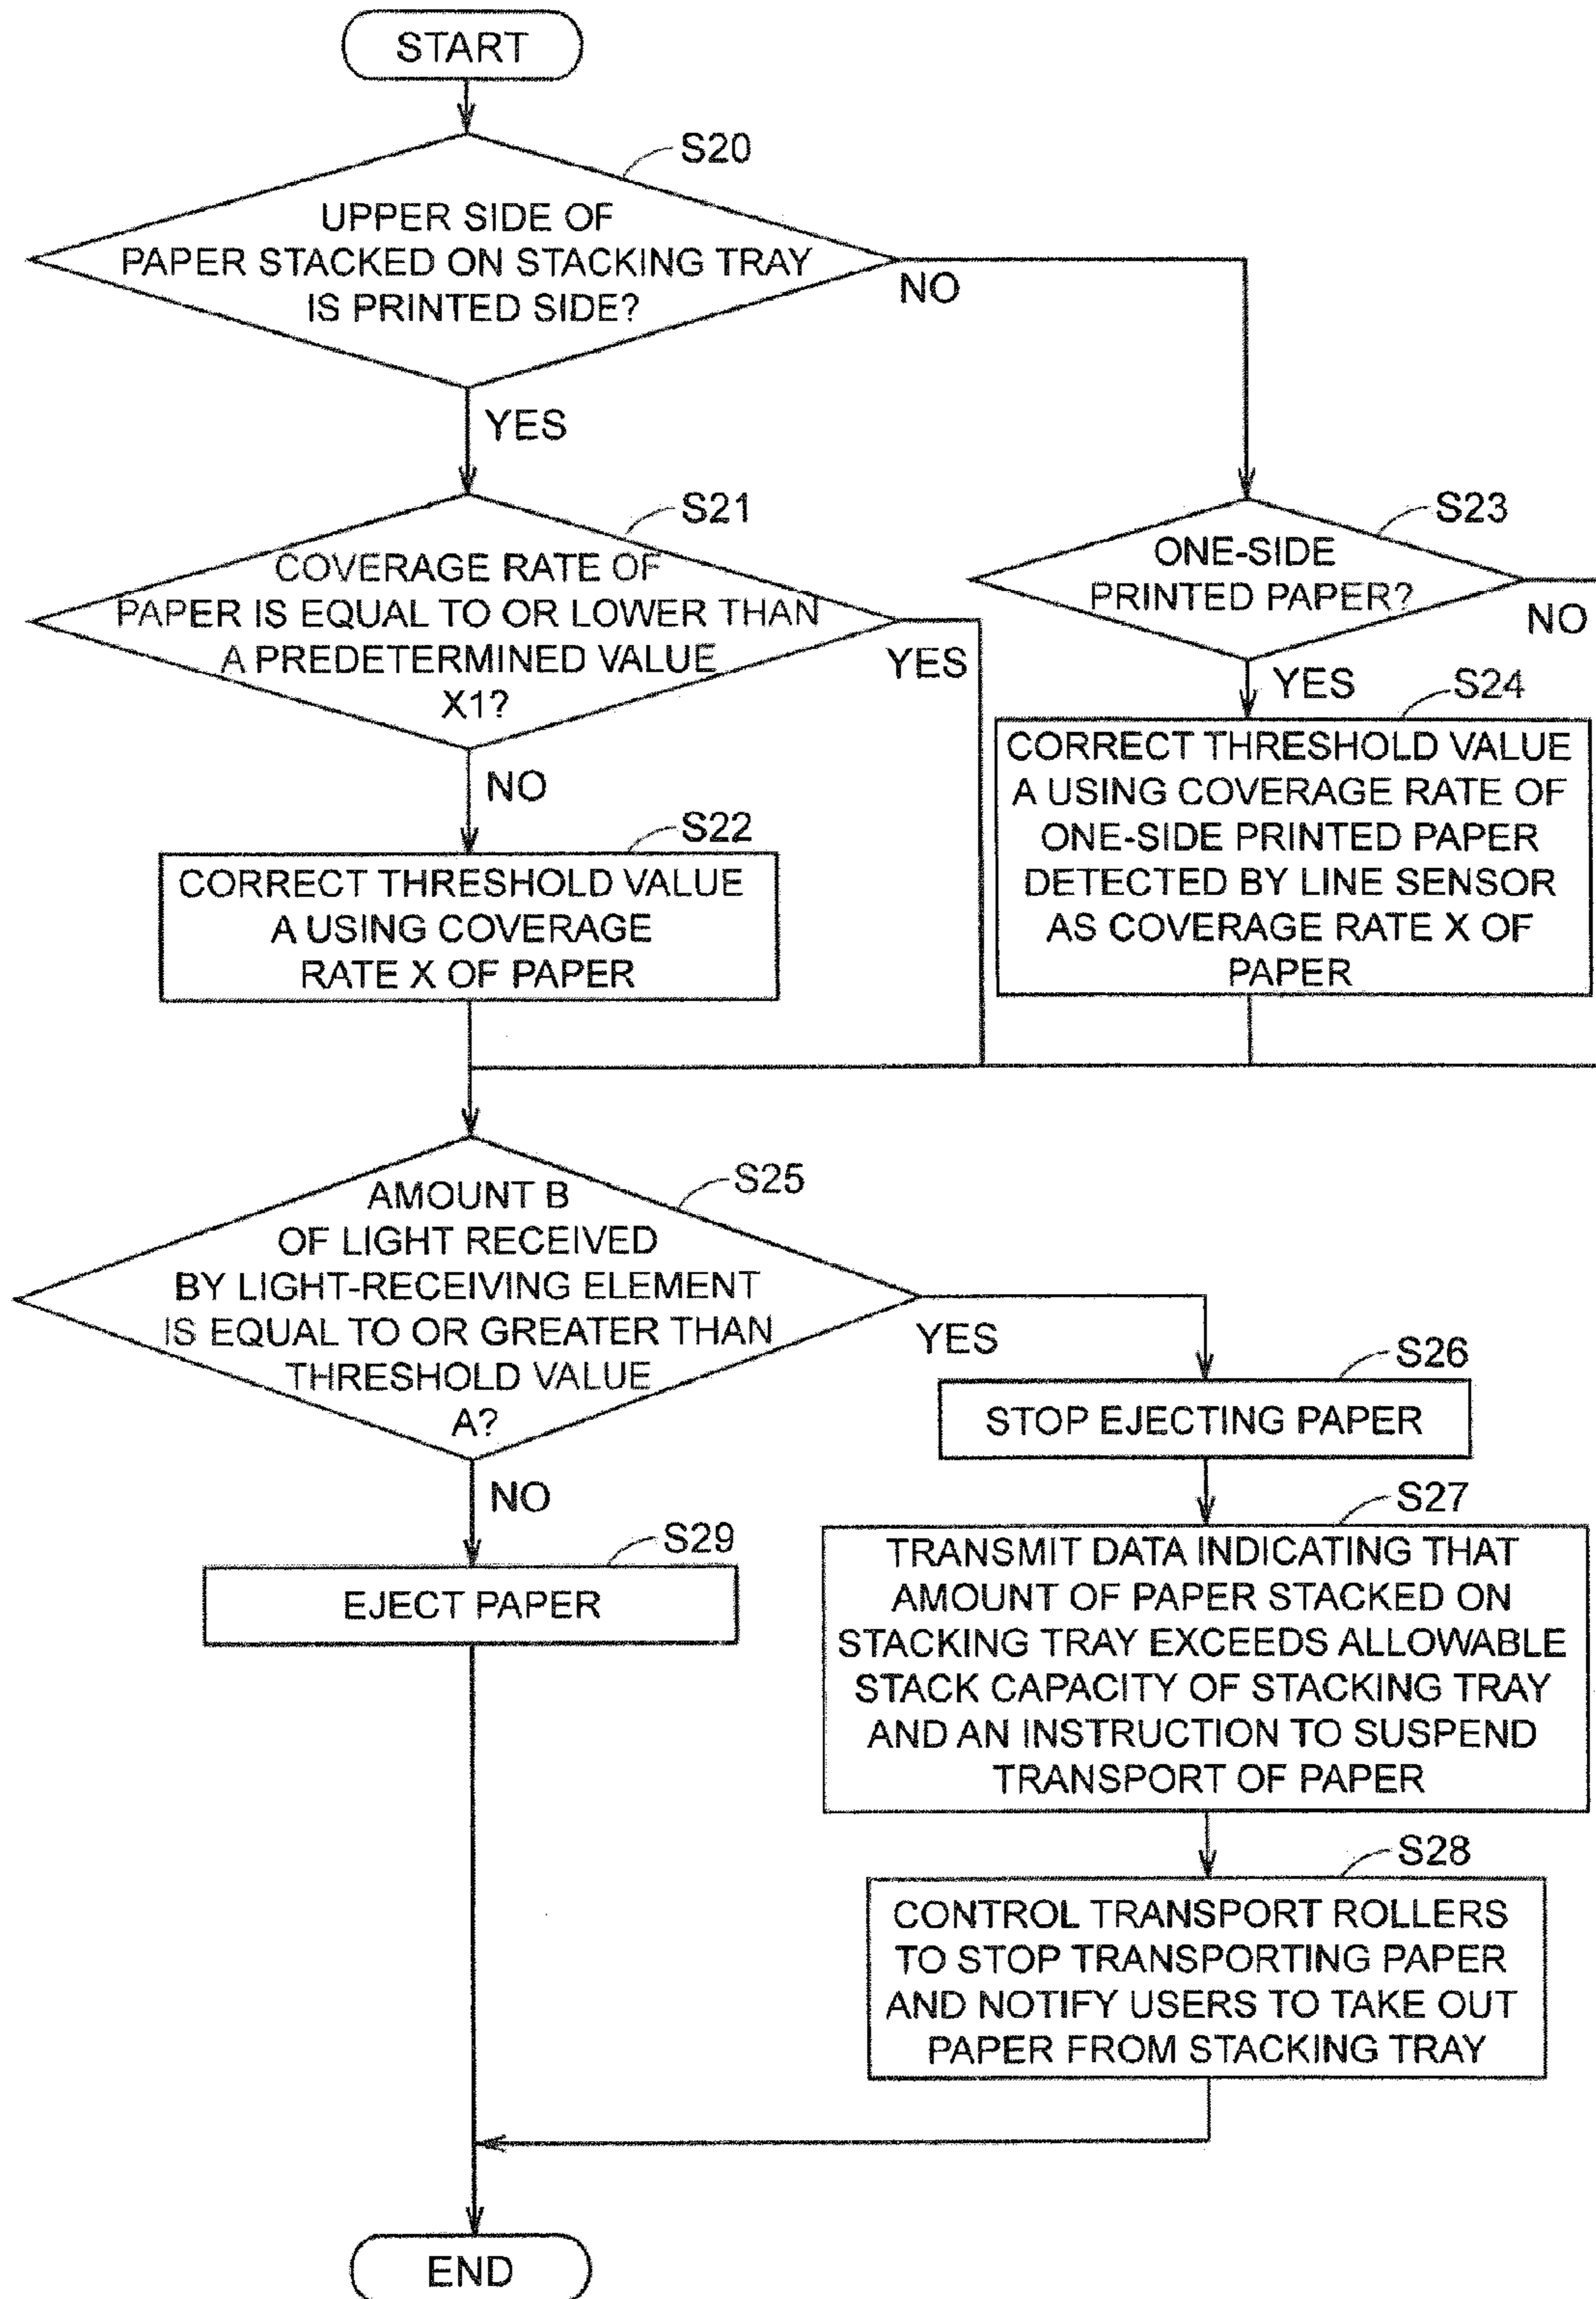 START
S20
UPPER SIDE OF
PAPER STACKED ON STACKING TRAY
IS PRINTED SIDE?
NO
YES
S21
COVERAGE RATE OF
PAPER IS EQUAL TO OR LOWER THAN
A PREDETERMINED VALUE
X1?
YES
NO
S23
ONE-SIDE
PRINTED PAPER?
NO
YES
S22
CORRECT THRESHOLD VALUE
A USING COVERAGE
RATE X OF PAPER
S24
CORRECT THRESHOLD VALUE
A USING COVERAGE RATE OF
ONE-SIDE PRINTED PAPER
DETECTED BY LINE SENSOR
AS COVERAGE RATE X OF
PAPER
S25
AMOUNT B
OF LIGHT RECEIVED
BY LIGHT-RECEIVING ELEMENT
IS EQUAL TO OR GREATER THAN
THRESHOLD VALUE
A?
YES
NO
S26
STOP EJECTING PAPER
S29
EJECT PAPER
S27
TRANSMIT DATA INDICATING THAT
AMOUNT OF PAPER STACKED ON
STACKING TRAY EXCEEDS ALLOWABLE
STACK CAPACITY OF STACKING TRAY
AND AN INSTRUCTION TO SUSPEND
TRANSPORT OF PAPER
S28
CONTROL TRANSPORT ROLLERS
TO STOP TRANSPORTING PAPER
AND NOTIFY USERS TO TAKE OUT
PAPER FROM STACKING TRAY
END